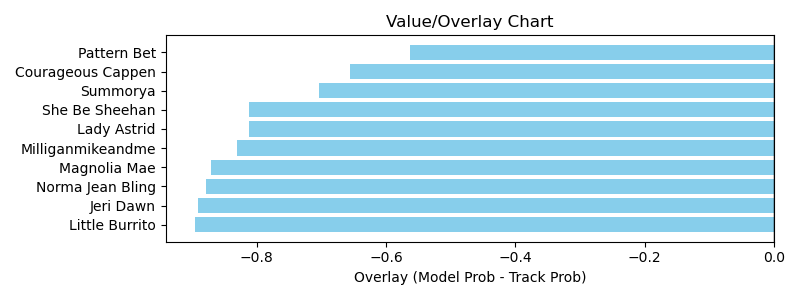 Value/Overlay Chart
Pattern Bet
Courageous Cappen
Summorya
She Be Sheehan
Lady Astrid
Milliganmikeandme
Magnolia Mae
Norma Jean Bling
Jeri Dawn
Little Burrito
−0.8 −0.6 −0.4 −0.2 0.0
Overlay (Model Prob - Track Prob)